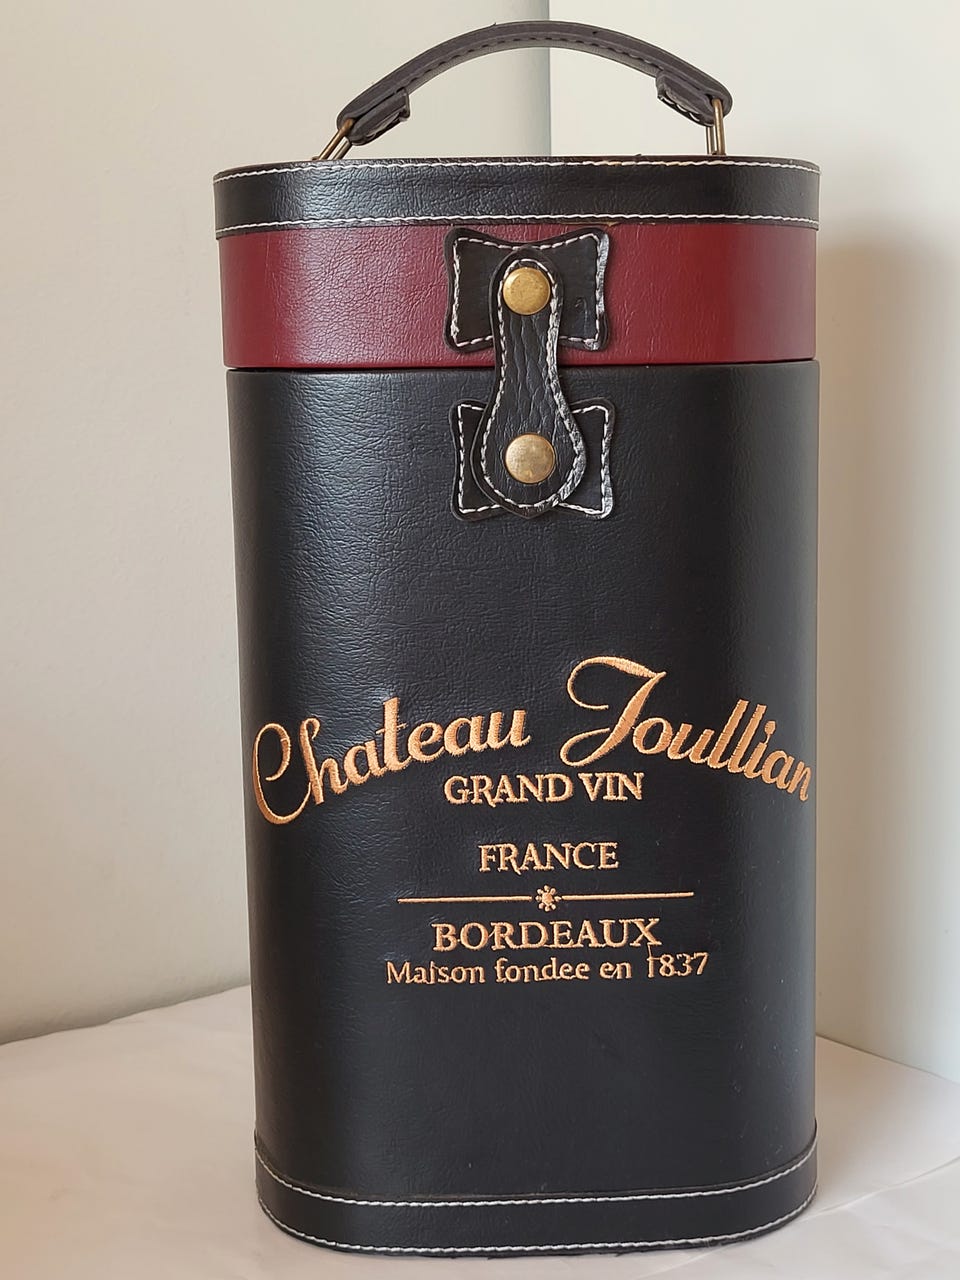 Chateau Joullian
GRAND VIN
FRANCE
BORDEAUX
Maison fondee en 1837